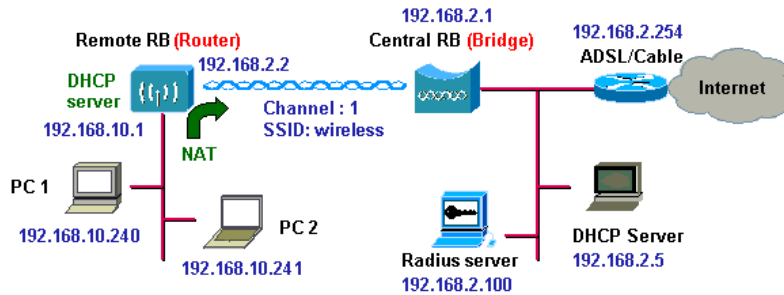 192.168.2.1
192.168.2.254
Remote RB (Router)
Central RB (Bridge)
ADSL/Cable
192.168.2.2
DHCP
server
Internet
Channel : 1
SSID: wireless
192.168.10.1
NAT
PC 1
PC 2
192.168.10.240
192.168.10.241
Radius server
192.168.2.100
DHCP Server
192.168.2.5